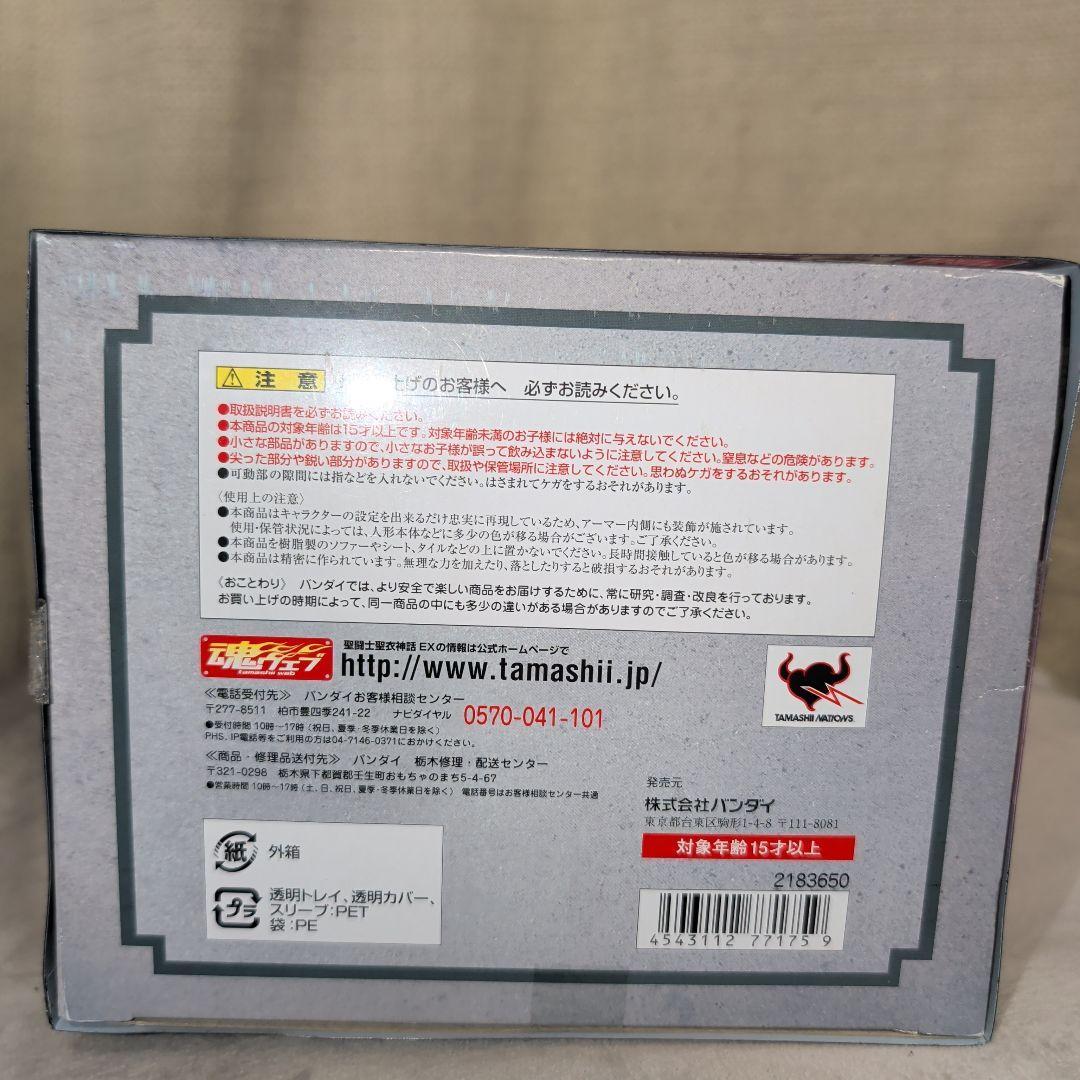 注意 上げのお客様へ 必ずお読みください。
●取扱説明書を必ずお読みください。
●本商品の対象年齢は15才以上です。対象年齢未満のお子様には絶対に与えないでください。
●小さな部品がありますので、小さなお子様が誤って飲み込まないように注意してください。窒息などの危険があります。
●尖った部分や鋭い部分がありますので、取扱や保管場所に注意してください。思わぬケガをするおそれがあります。
●可動部の隙間には指などを入れないでください。はさまれてケガをするおそれがあります。
〈使用上の注意〉
●本商品はキャラクターの設定を出来るだけ忠実に再現しているため、アーマー内側にも装飾が施されています。
使用・保管状況によっては、人形本体などに多少の色が移る場合がございます。ご了承ください。
●本商品を樹脂製のソファーやシート、タイルなどの上に置かないでください。長時間接触していると色が移る場合があります。
●本商品は精密に作られています。無理な力を加えたり、落としたりすると破損するおそれがあります。
〈おことわり〉 バンダイでは、より安全で楽しい商品をお届けするために、常に研究・調査・改良を行っております。
お買い上げの時期によって、同一商品の中にも多少の違いがある場合がありますのでご了承ください。
魂ウェブ
tamashii web
聖闘士聖衣神話EXの情報は公式ホームページで
http://www.tamashii.jp/
TAMASHII NATIONS
≪電話受付先≫ バンダイお客様相談センター
〒277-8511 柏市豊四季241-22 ナビダイヤル 0570-041-101
●受付時間 10時〜17時(祝日、夏季・冬季休業日を除く)
PHS、IP電話等をご利用の方は04-7146-0371におかけください。
≪商品・修理品送付先≫ バンダイ 栃木修理・配送センター
〒321-0298 栃木県下都賀郡壬生町おもちゃのまち5-4-67
●営業時間 10時〜17時(土、日、祝日、夏季・冬季休業日を除く) 電話番号はお客様相談センター共通
発売元
株式会社バンダイ
東京都台東区駒形1-4-8 〒111-8081
対象年齢15才以上
2183650
4543112 771759
紙 外箱
プラ 透明トレイ、透明カバー、
スリーブ:PET
袋:PE